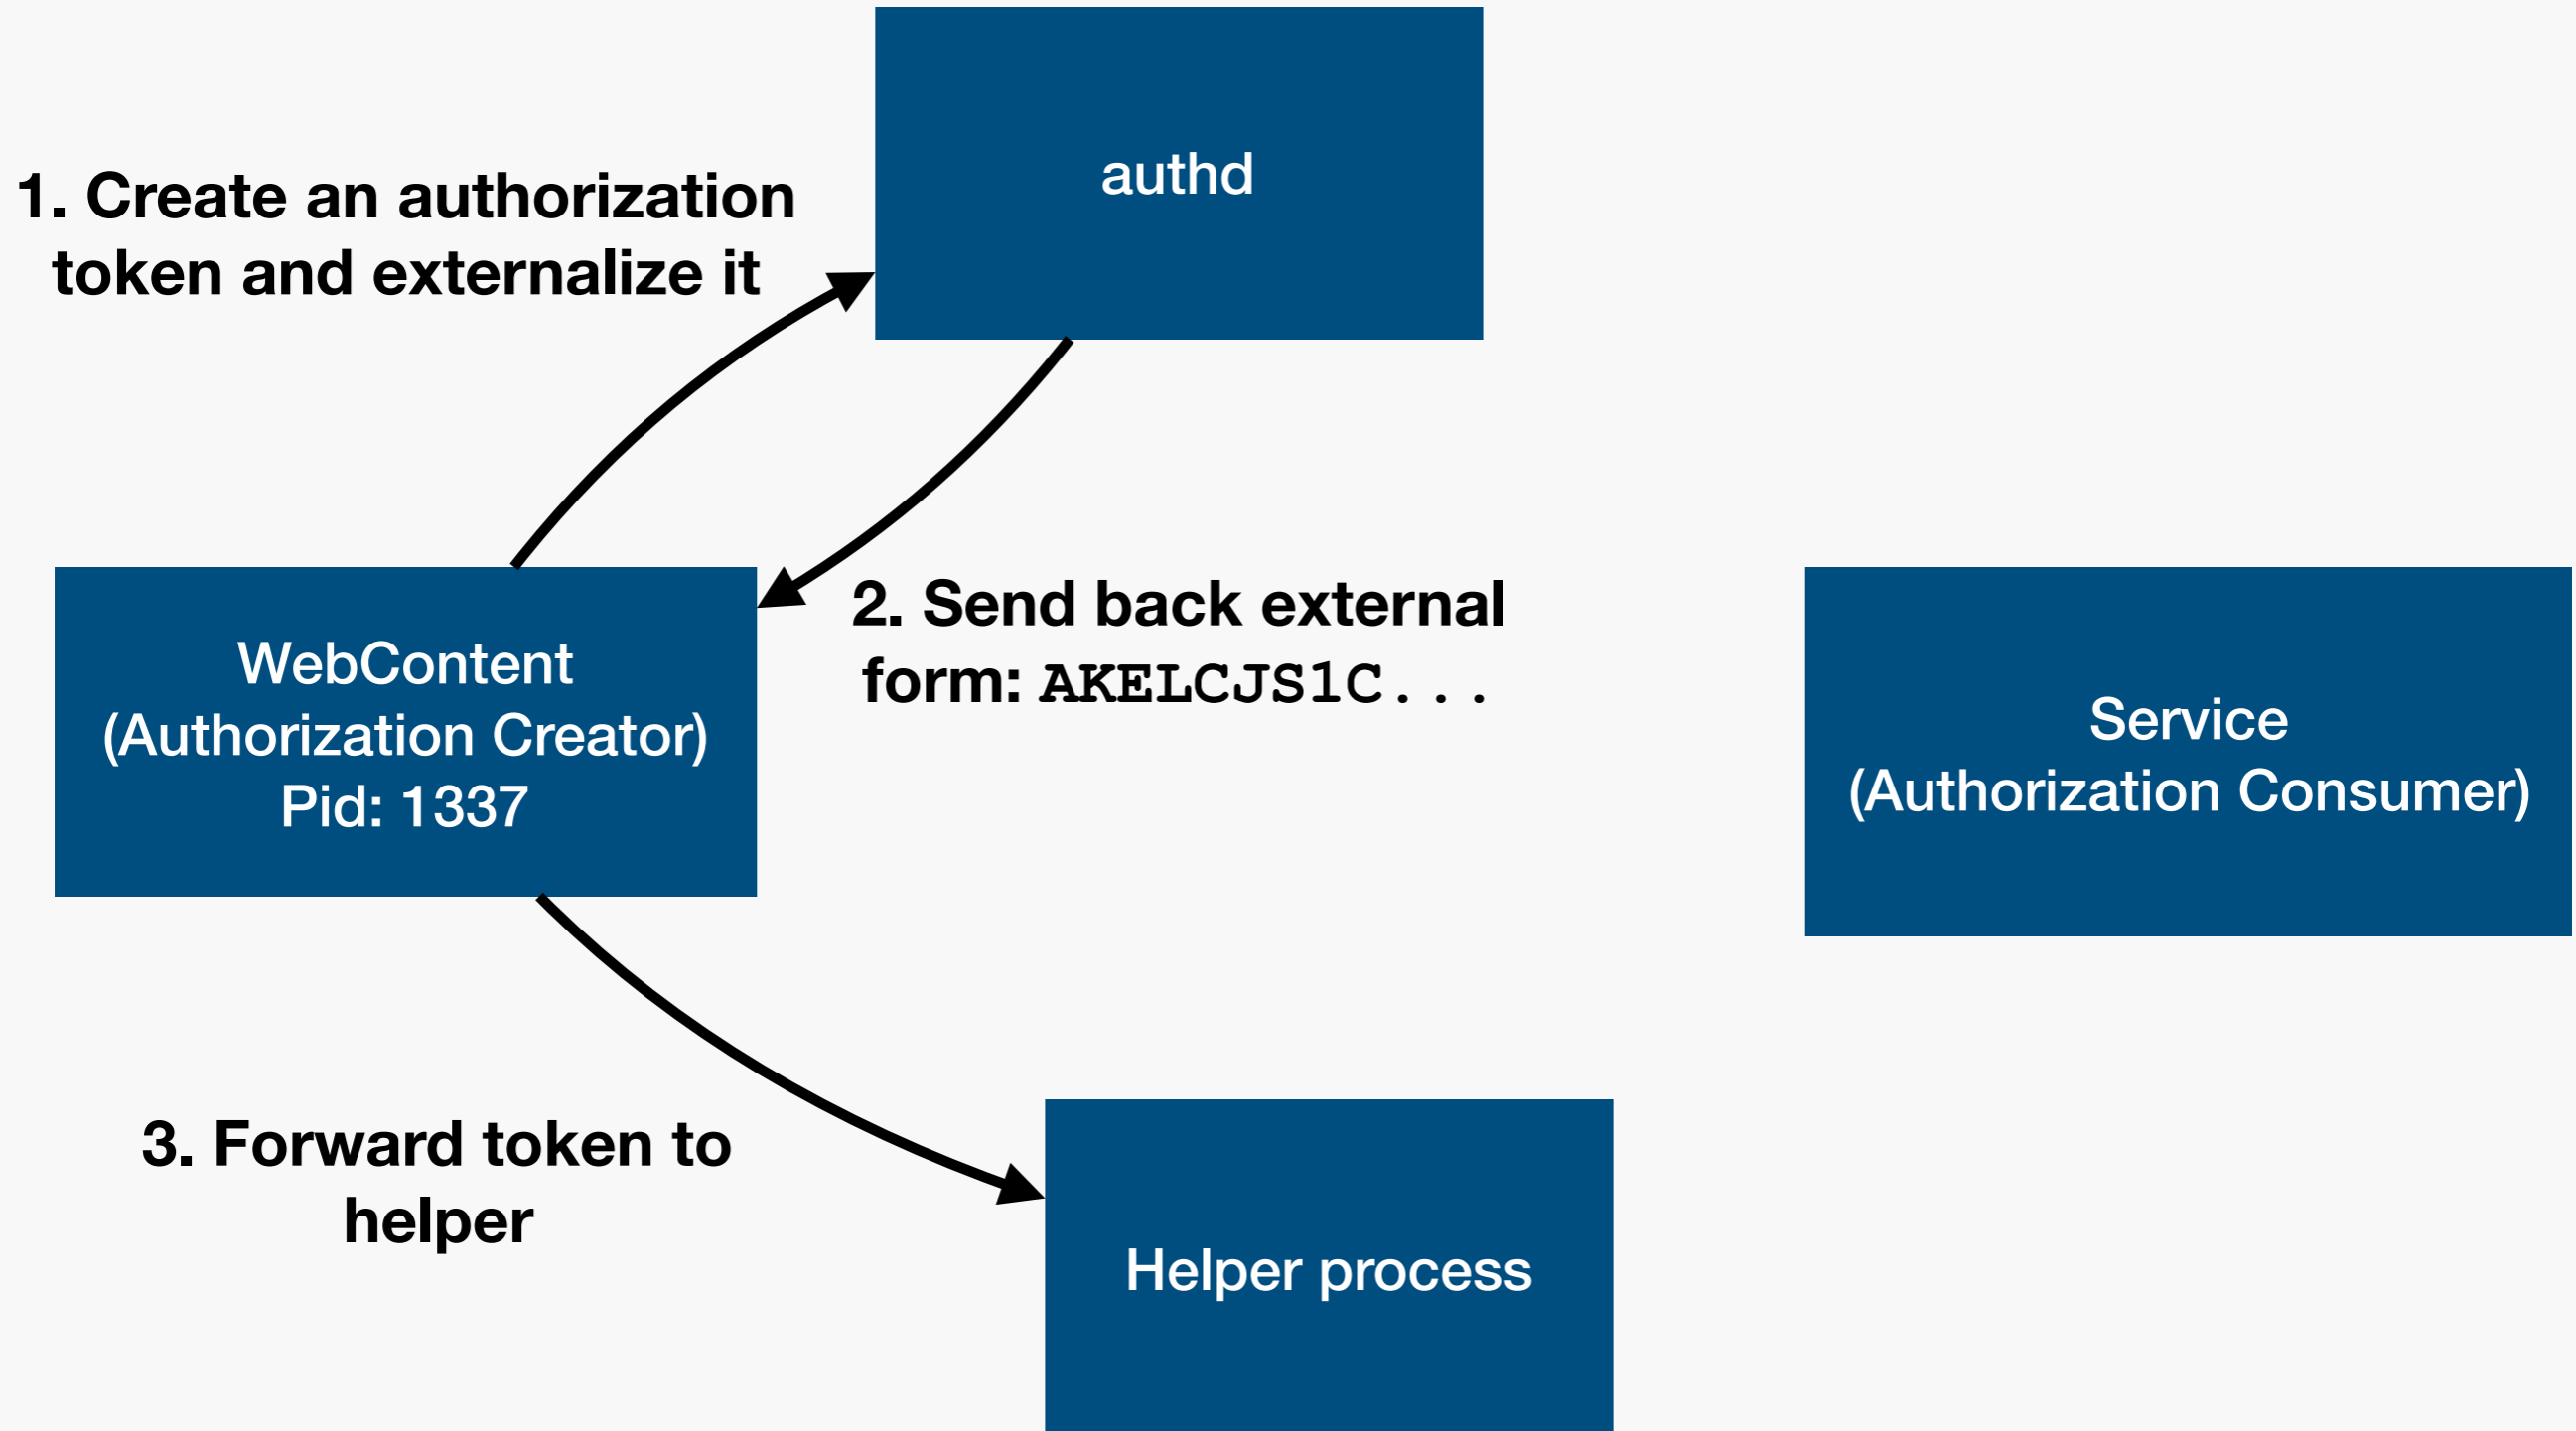 authd
1. Create an authorization
token and externalize it
2. Send back external
form: AKELCJS1C...
WebContent
(Authorization Creator)
Pid: 1337
Service
(Authorization Consumer)
3. Forward token to
helper
Helper process